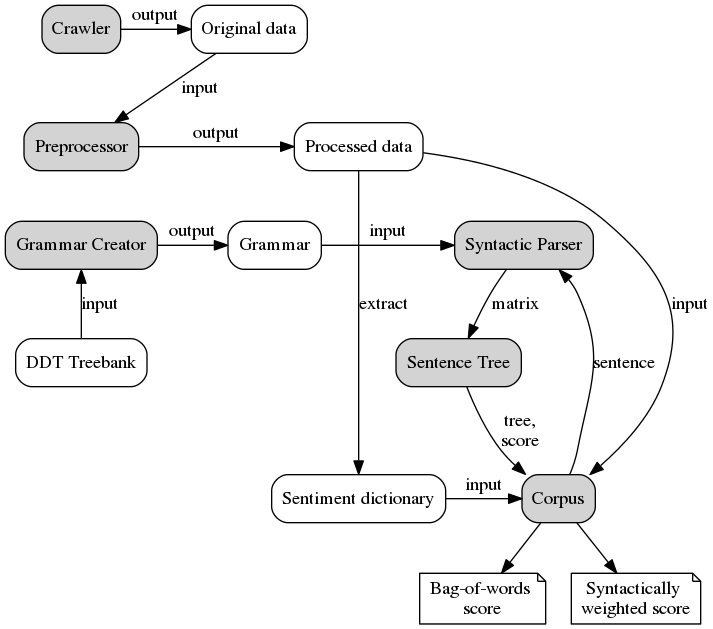 Crawler
output
Original data
input
Preprocessor
output
Processed data
Grammar Creator
output
Grammar
input
Syntactic Parser
input
extract
matrix
input
DDT Treebank
Sentence Tree
sentence
tree,
score
Sentiment dictionary
input
Corpus
Bag-of-words
score
Syntactically
weighted score